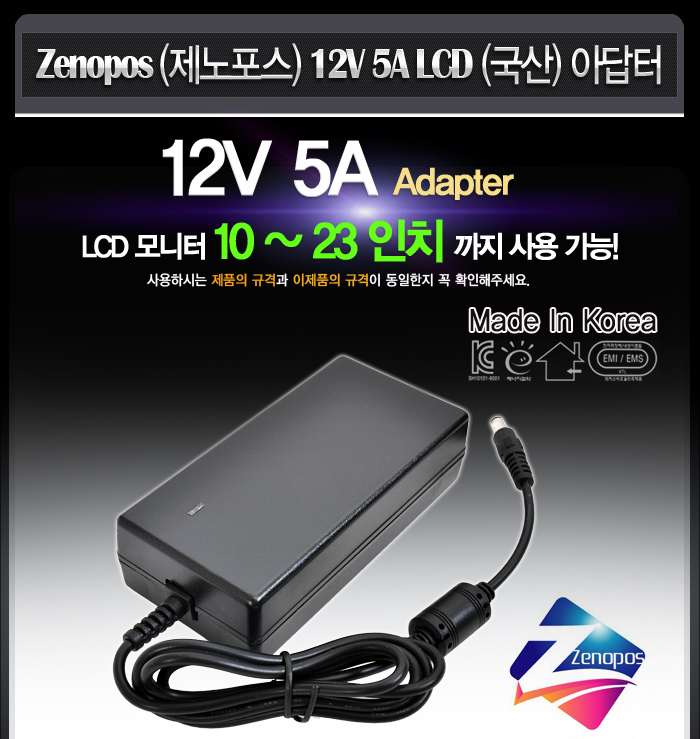 Zenopos (제노포스) 12V 5A LCD (국산) 아답터
12V 5A Adapter
LCD 모니터 10 ~ 23 인치 까지 사용 가능!
사용하시는 제품의 규격과 이제품의 규격이 동일한지 꼭 확인해주세요.
Made In Korea
EMI / EMS
KTL
SH10101-9001
Zenopos